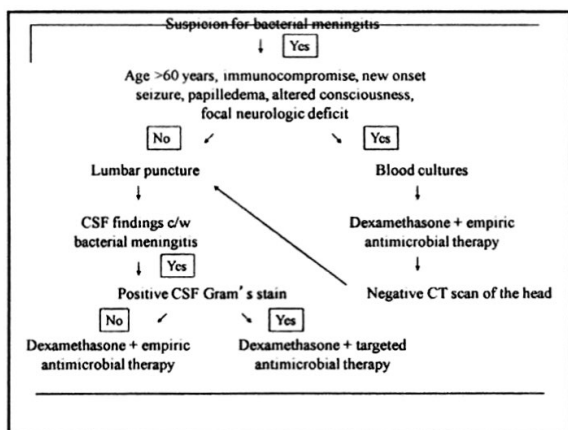 Suspicion for bacterial meningitis
Yes
Age >60 years, immunocompromise, new onset
seizure, papilledema, altered consciousness,
focal neurologic deficit
No
Yes
Lumbar puncture
Blood cultures
CSF findings c/w
bacterial meningitis
Dexamethasone + empiric
antimicrobial therapy
Yes
Positive CSF Gram's stain
Negative CT scan of the head
No
Yes
Dexamethasone + empiric
antimicrobial therapy
Dexamethasone + targeted
antimicrobial therapy